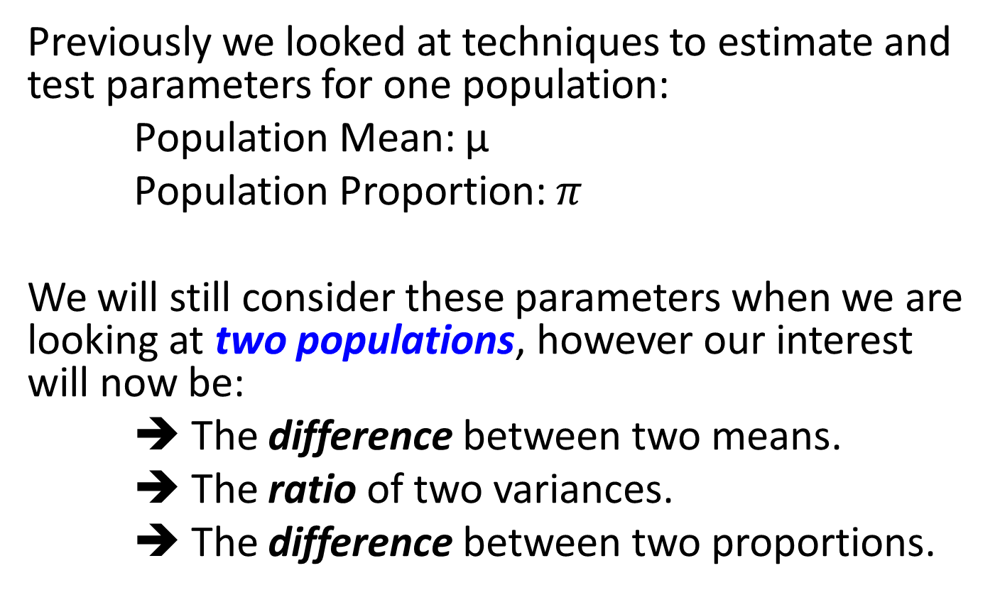 Previously we looked at techniques to estimate and
test parameters for one population:
Population Mean: µ
Population Proportion: 𝜋
We will still consider these parameters when we are
looking at two populations, however our interest
will now be:
➔ The difference between two means.
➔ The ratio of two variances.
➔ The difference between two proportions.